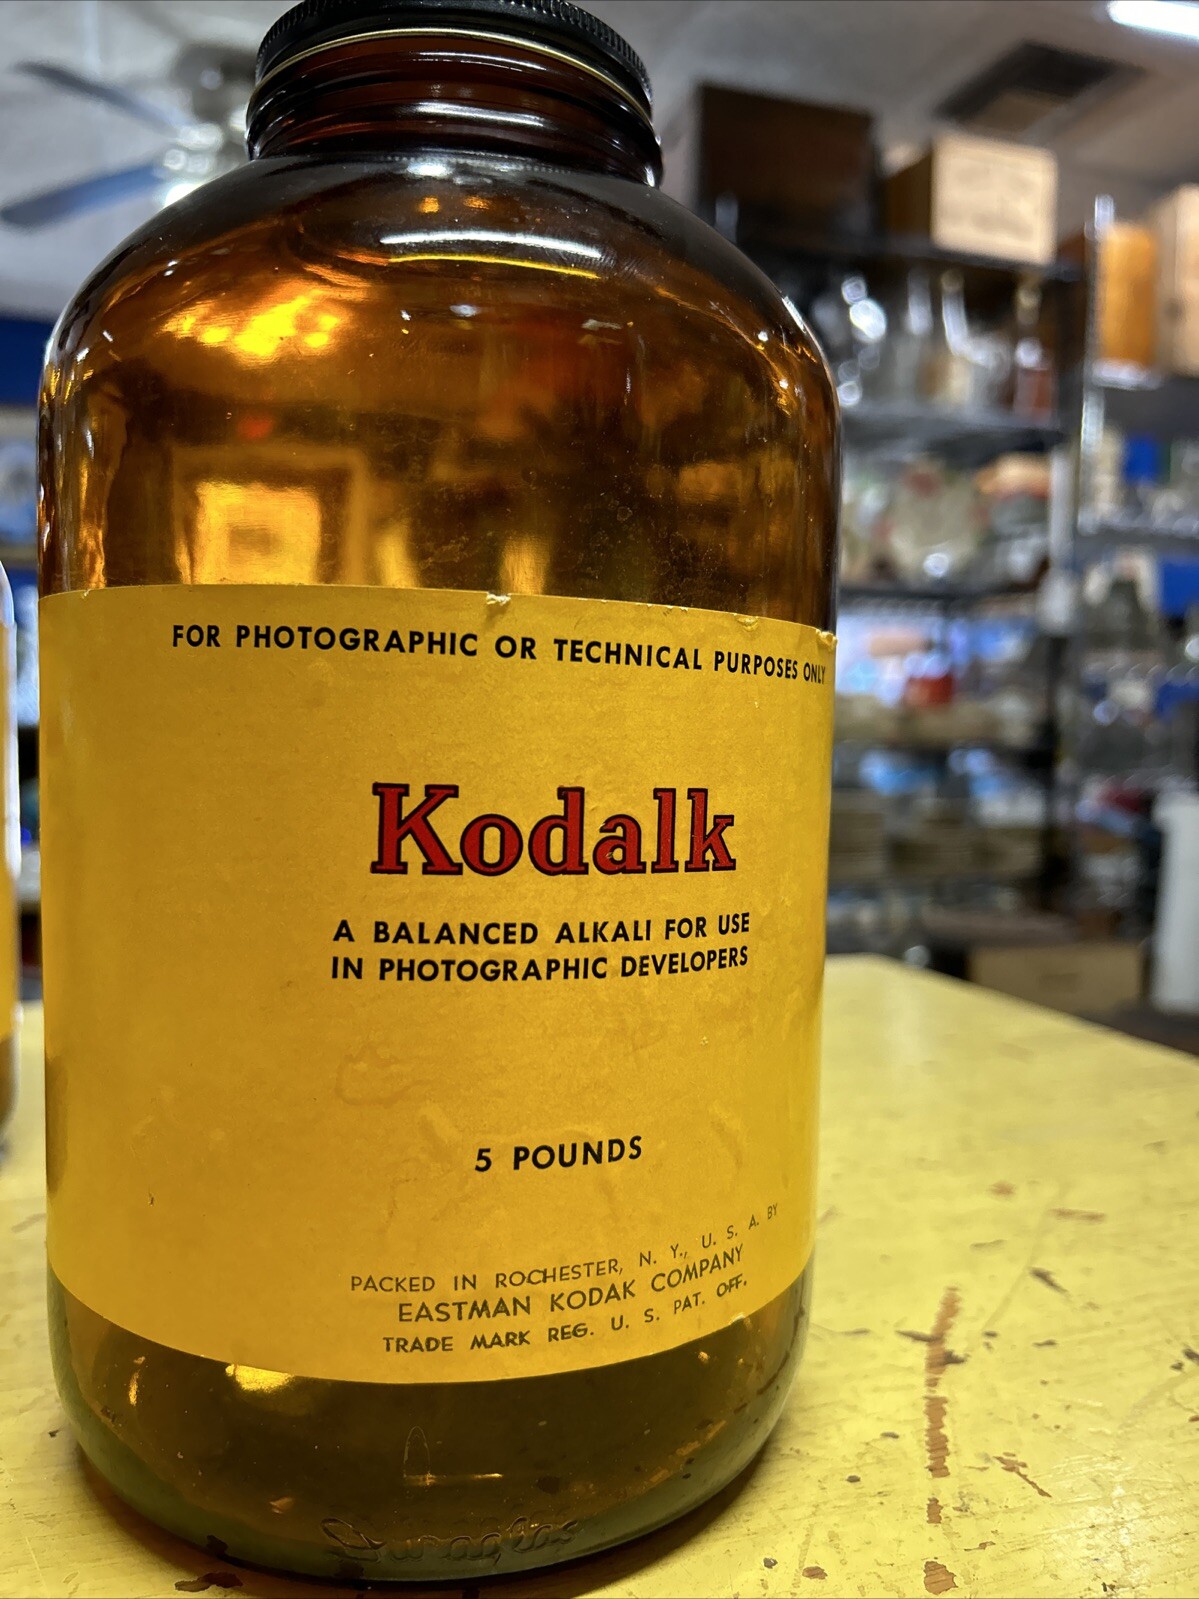 FOR PHOTOGRAPHIC OR TECHNICAL PURPOSES ONLY
Kodalk
A BALANCED ALKALI FOR USE
IN PHOTOGRAPHIC DEVELOPERS
5 POUNDS
PACKED IN ROCHESTER, N. Y., U. S. A. BY
EASTMAN KODAK COMPANY
TRADE MARK REG. U. S. PAT. OFF.
Duraglas